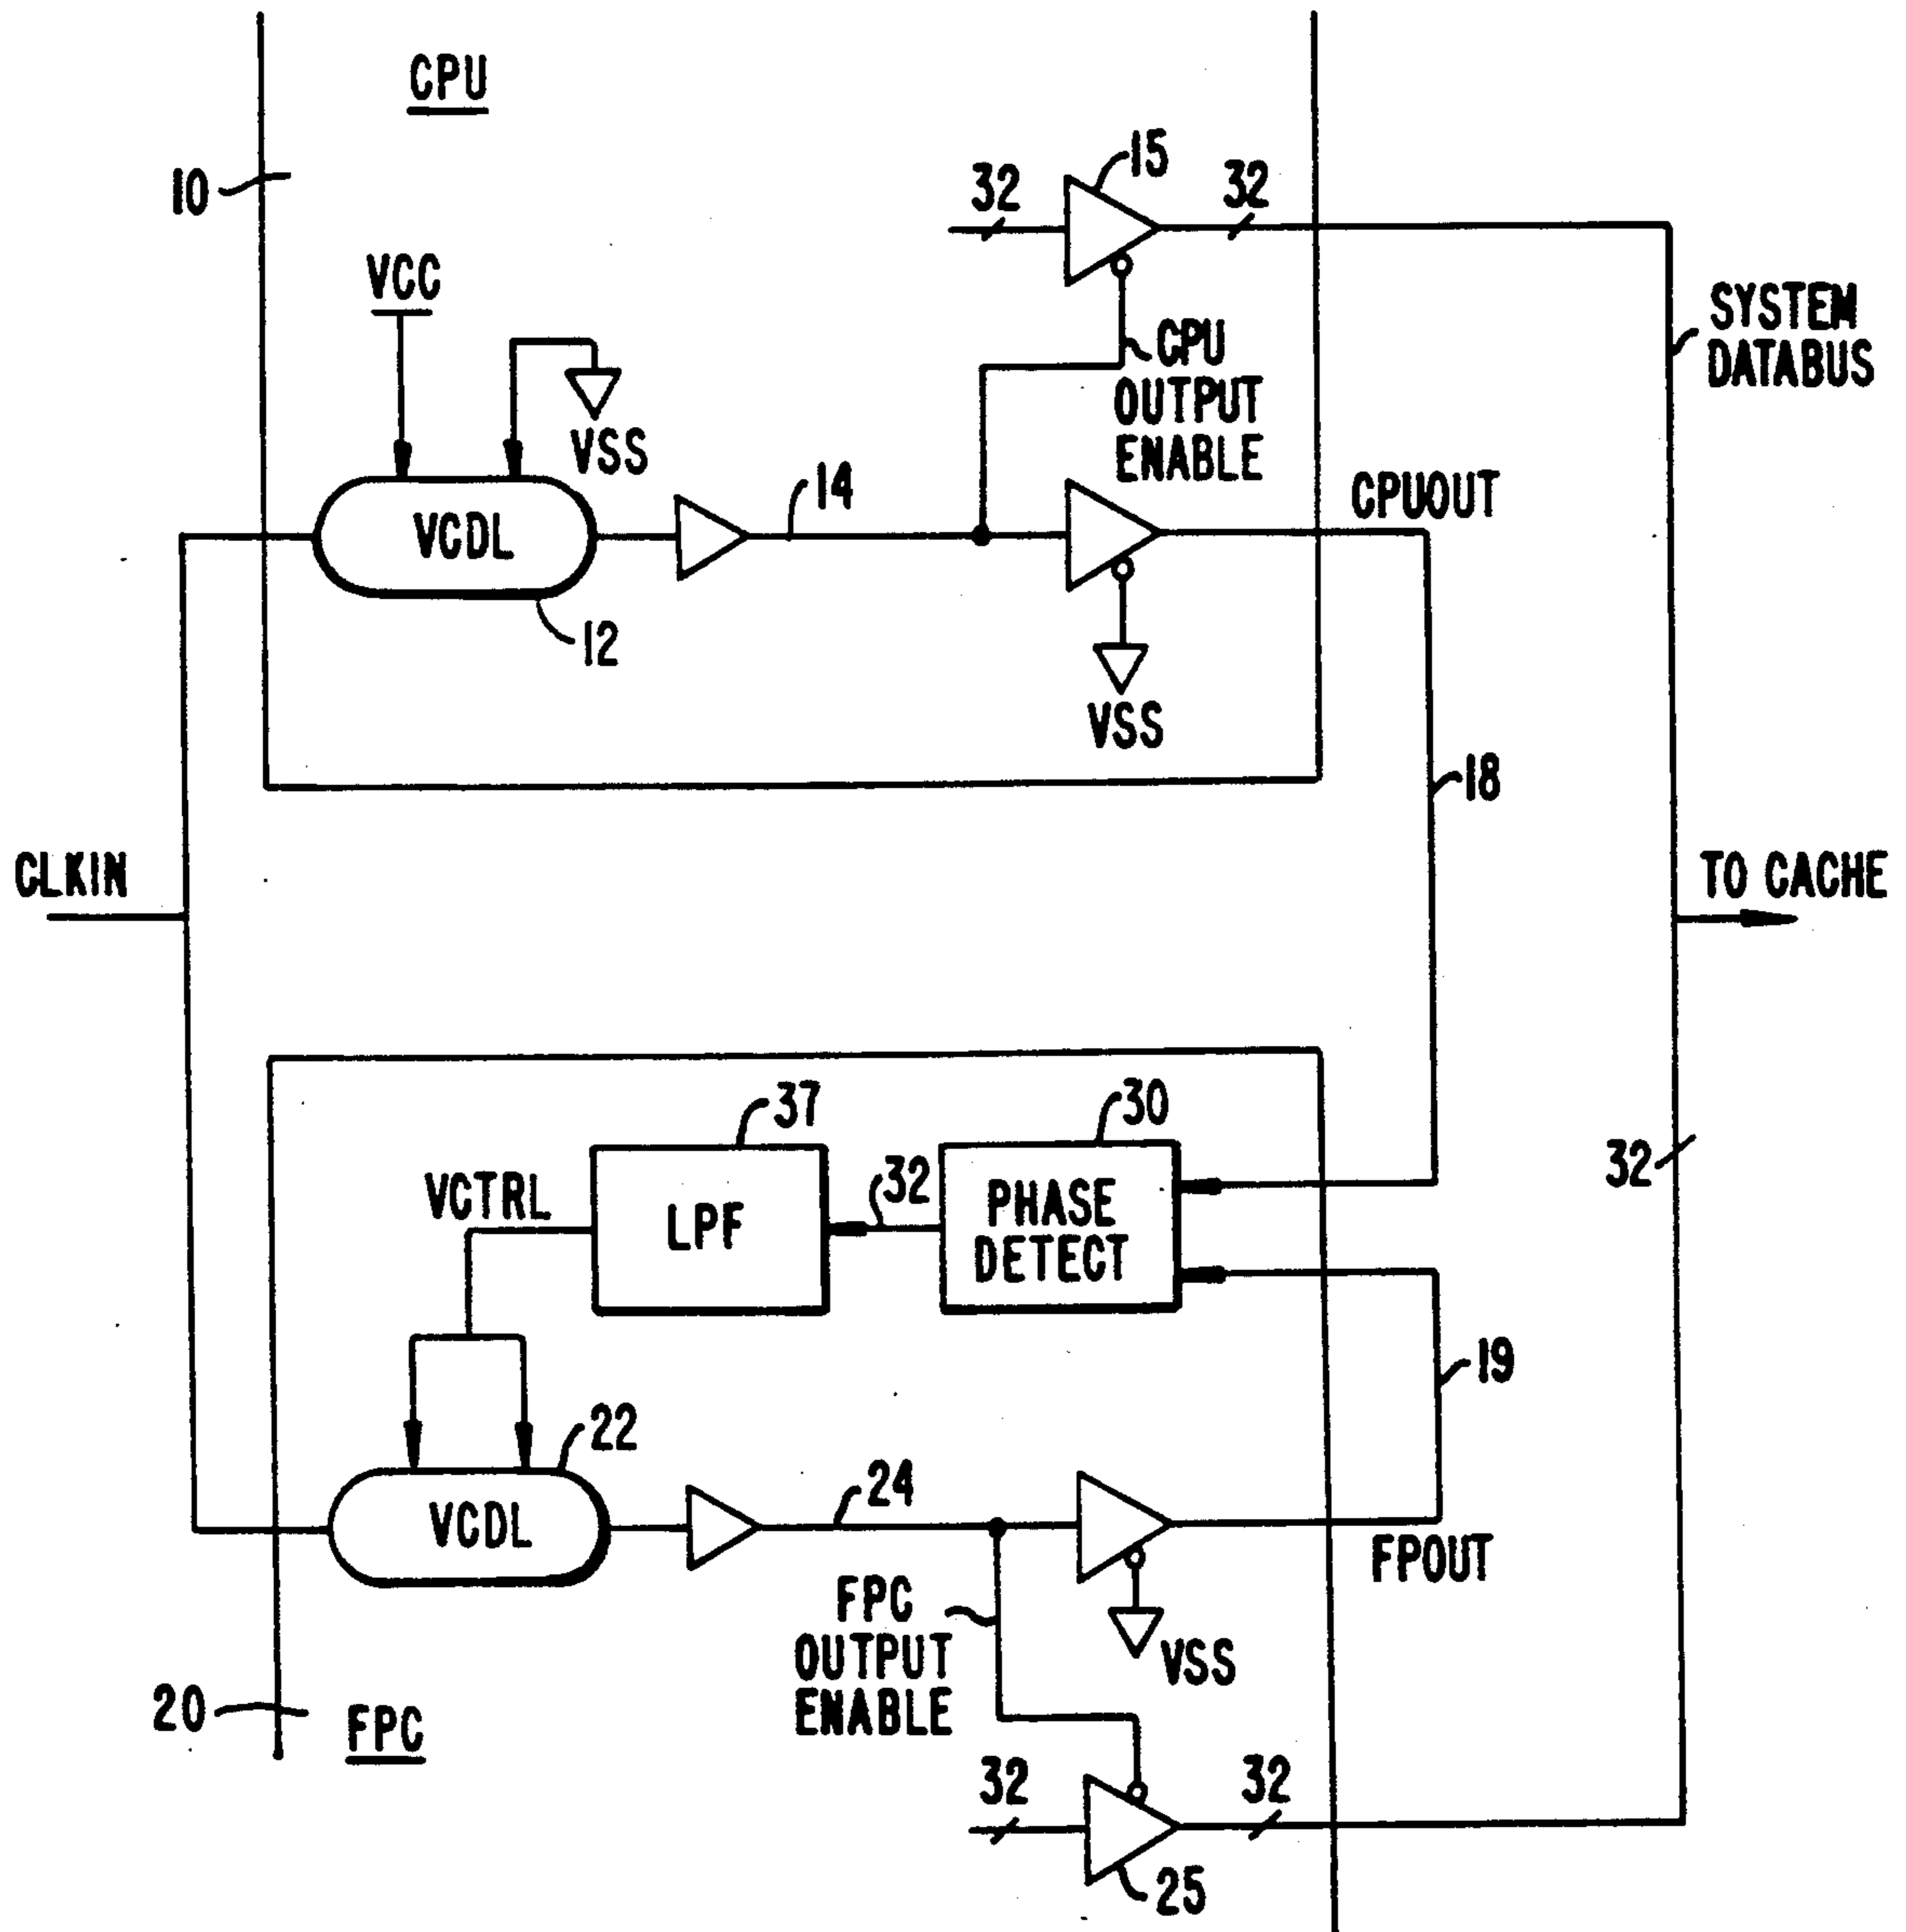 CPU
10
32
15
32
VCC
VSS
CPU
OUTPUT
ENABLE
SYSTEM
DATABUS
VCDL
14
CPUOUT
12
VSS
18
CLKIN
TO CACHE
37
30
32
VCTRL
LPF
32
PHASE
DETECT
19
22
VCDL
24
FPOUT
FPC
OUTPUT
ENABLE
VSS
20
FPC
32
32
25